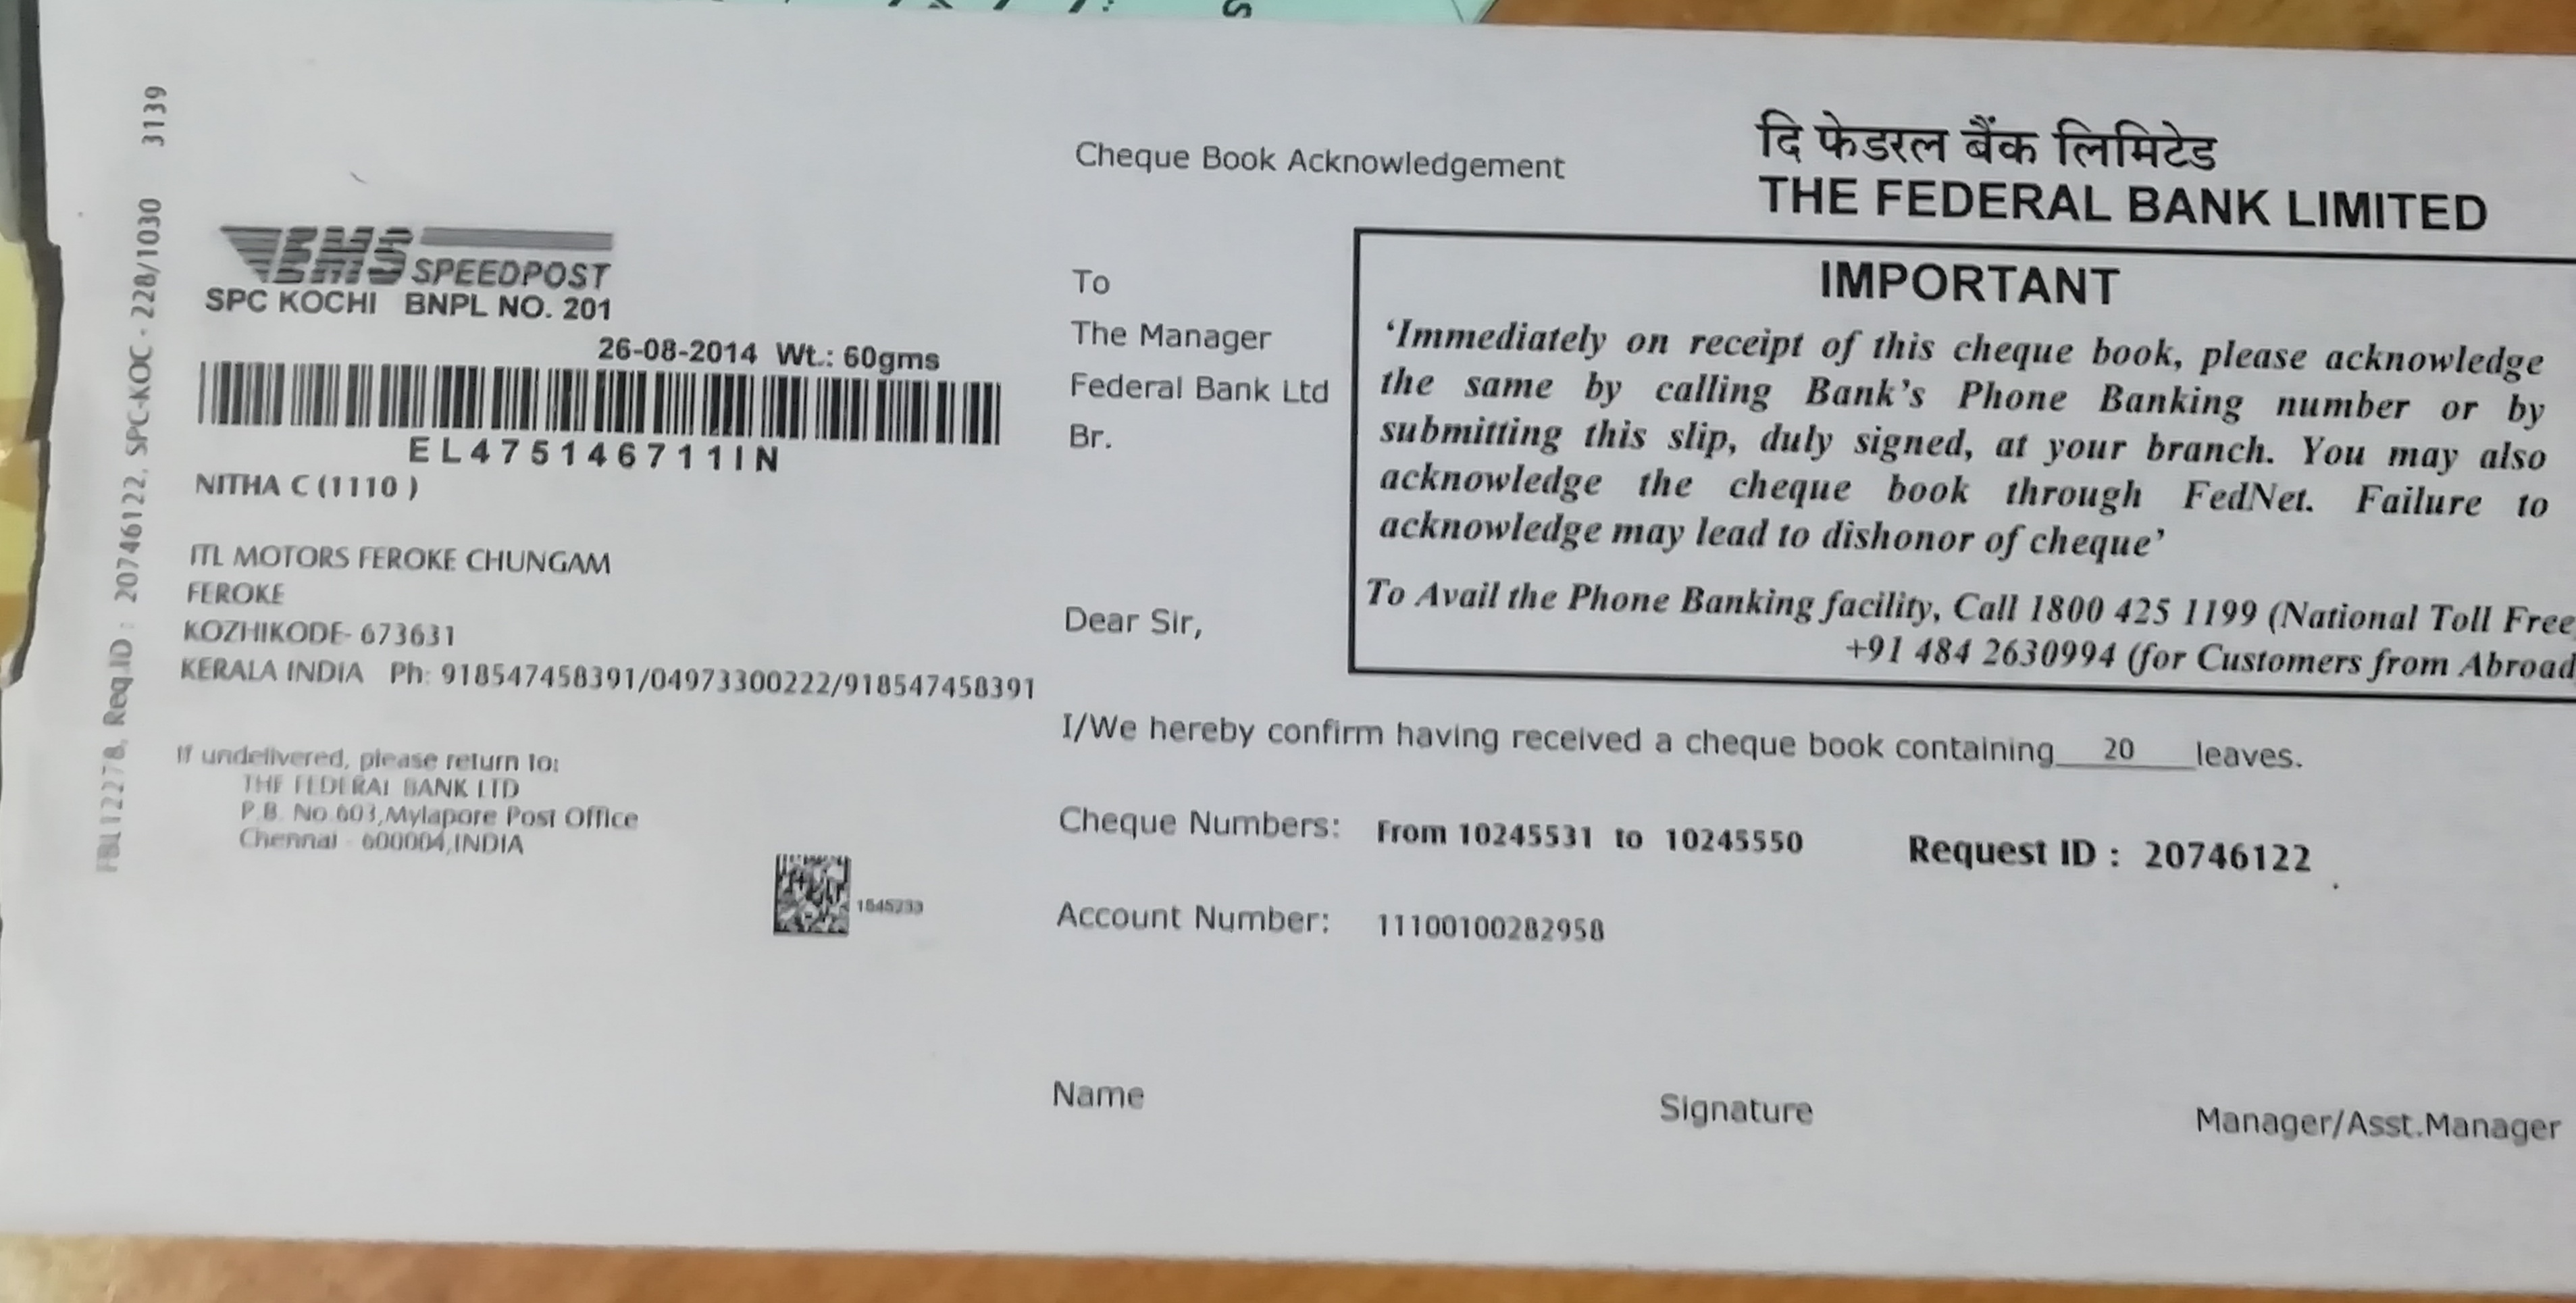 FBL12278, Req.ID : 20746122, SPC-KOC - 228/1030 3139
EMS SPEEDPOST
SPC KOCHI BNPL NO. 201
26-08-2014 Wt.: 60gms
EL475146711IN
NITHA C (1110 )
ITL MOTORS FEROKE CHUNGAM
FEROKE
KOZHIKODE- 673631
KERALA INDIA Ph: 918547458391/04973300222/918547458391
If undelivered, please return to:
THE FEDERAL BANK LTD
P.B. No.603,Mylapore Post Office
Chennai - 600004,INDIA
1645233
Cheque Book Acknowledgement
दि फेडरल बैंक लिमिटेड
THE FEDERAL BANK LIMITED
To
The Manager
Federal Bank Ltd
Br.
IMPORTANT
‘Immediately on receipt of this cheque book, please acknowledge
the same by calling Bank’s Phone Banking number or by
submitting this slip, duly signed, at your branch. You may also
acknowledge the cheque book through FedNet. Failure to
acknowledge may lead to dishonor of cheque’
To Avail the Phone Banking facility, Call 1800 425 1199 (National Toll Free
+91 484 2630994 (for Customers from Abroad
Dear Sir,
I/We hereby confirm having received a cheque book containing 20 leaves.
Cheque Numbers: From 10245531 to 10245550 Request ID : 20746122
Account Number: 11100100282958
Name Signature Manager/Asst.Manager